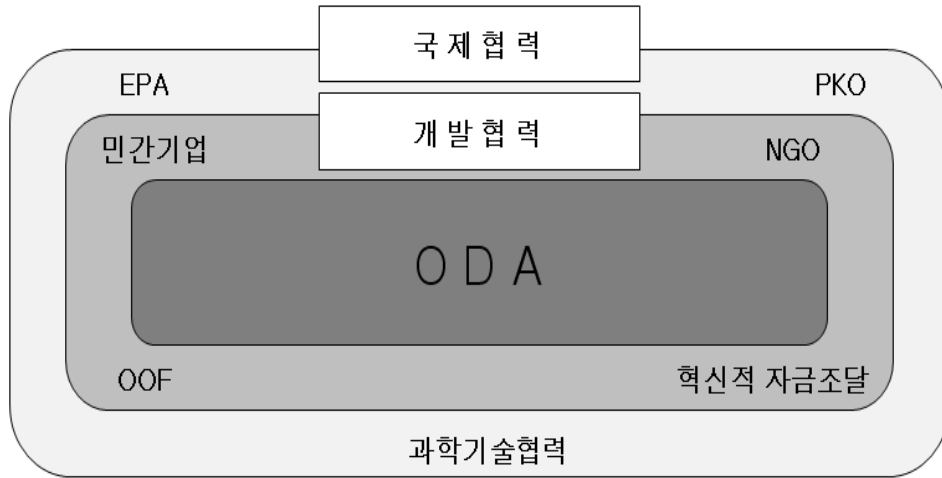 국 제 협 력
EPA
PKO
개 발 협 력
민간기업
NGO
O D A
OOF
혁신적 자금조달
과학기술협력